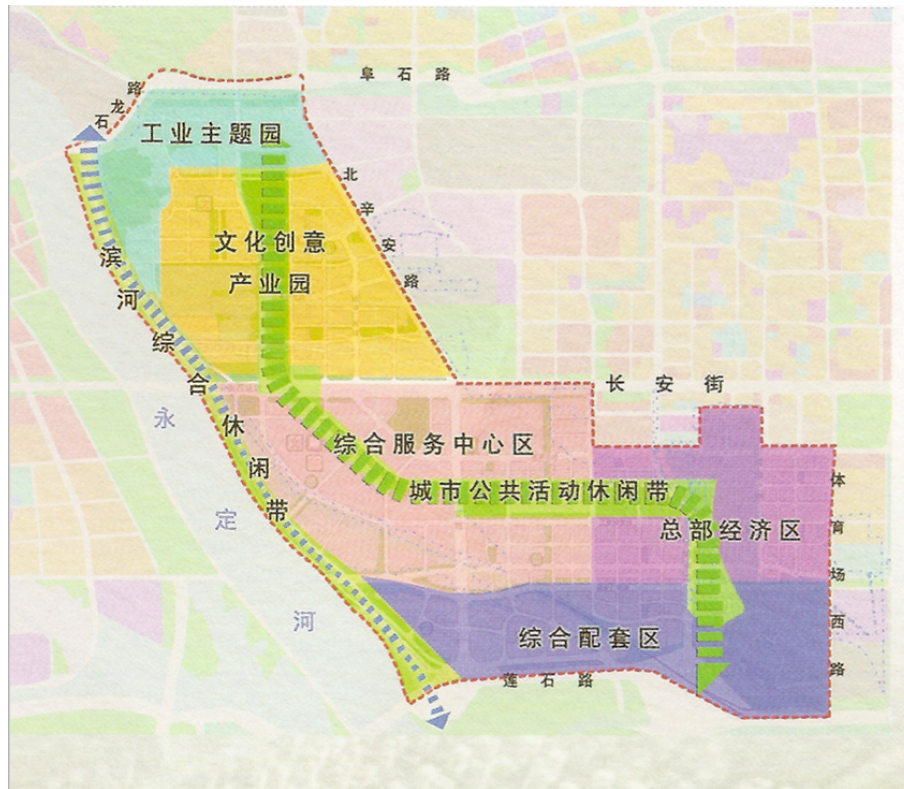 阜石路
石龙路
工业主题园
北辛安路
文化创意
产业园
滨河综合休闲带
长安街
永定河
综合服务中心区
城市公共活动休闲带
总部经济区
体育场西路
综合配套区
莲石路